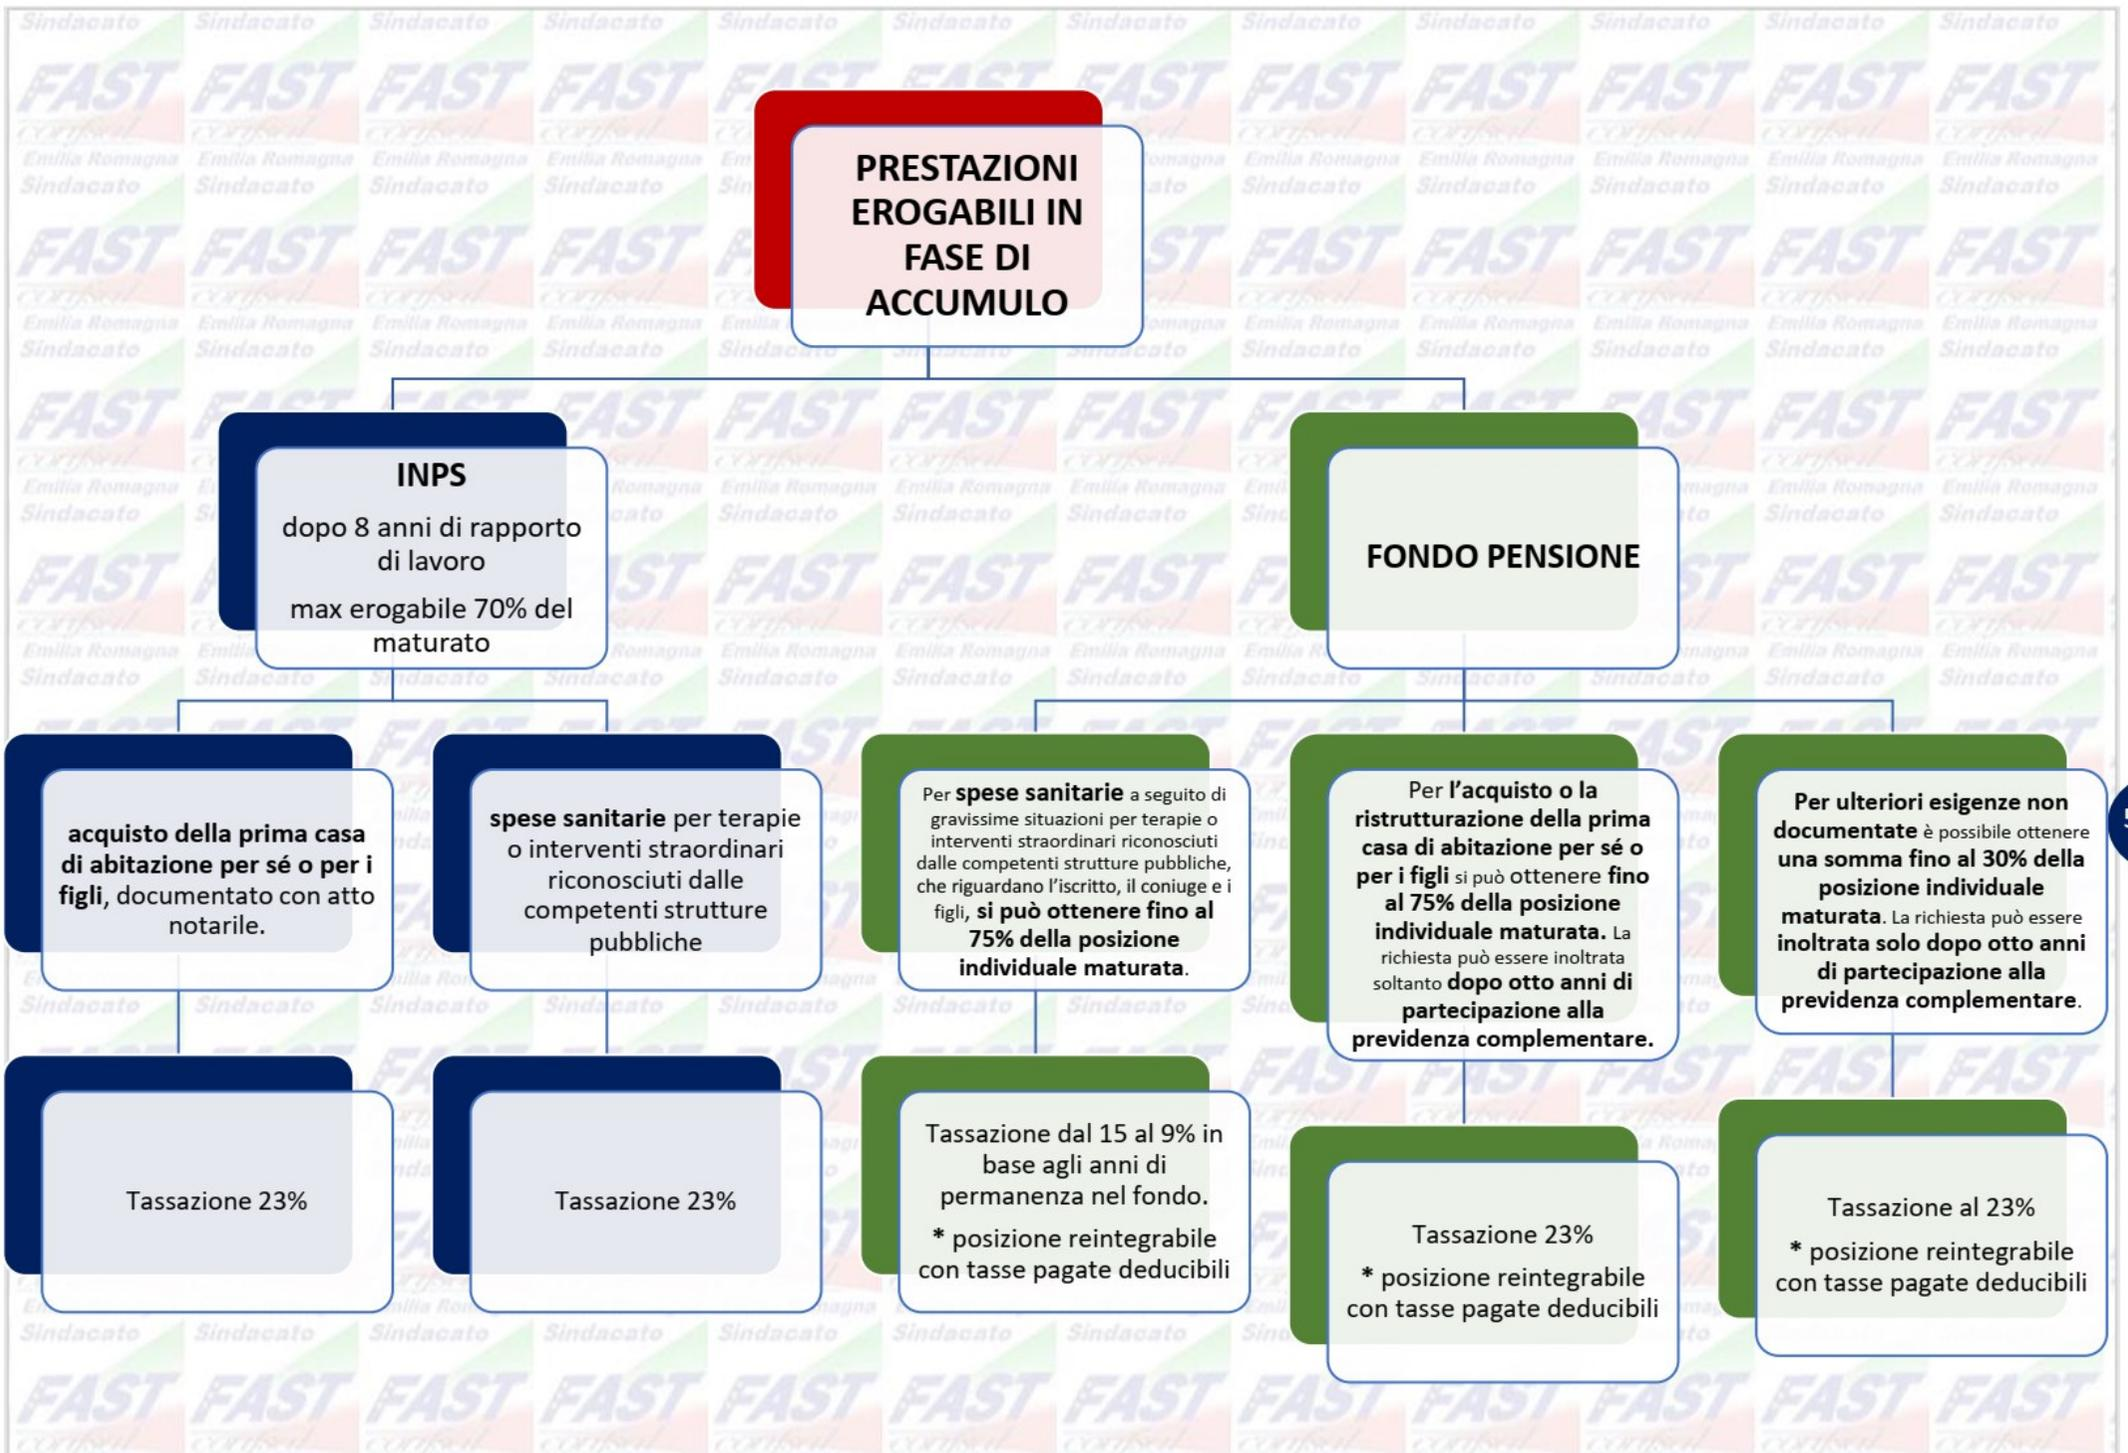 PRESTAZIONI
EROGABILI IN
FASE DI
ACCUMULO
INPS
dopo 8 anni di rapporto
di lavoro
max erogabile 70% del
maturato
FONDO PENSIONE
acquisto della prima casa
di abitazione per sé o per i
figli, documentato con atto
notarile.
spese sanitarie per terapie
o interventi straordinari
riconosciuti dalle
competenti strutture
pubbliche
Per spese sanitarie a seguito di
gravissime situazioni per terapie o
interventi straordinari riconosciuti
dalle competenti strutture pubbliche,
che riguardano l'iscritto, il coniuge e i
figli, si può ottenere fino al
75% della posizione
individuale maturata.
Per l'acquisto o la
ristrutturazione della prima
casa di abitazione per sé o
per i figli si può ottenere fino
al 75% della posizione
individuale maturata. La
richiesta può essere inoltrata
soltanto dopo otto anni di
partecipazione alla
previdenza complementare.
Per ulteriori esigenze non
documentate è possibile ottenere
una somma fino al 30% della
posizione individuale
maturata. La richiesta può essere
inoltrata solo dopo otto anni
di partecipazione alla
previdenza complementare.
Tassazione 23%
Tassazione 23%
Tassazione dal 15 al 9% in
base agli anni di
permanenza nel fondo.
* posizione reintegrabile
con tasse pagate deducibili
Tassazione 23%
* posizione reintegrabile
con tasse pagate deducibili
Tassazione al 23%
* posizione reintegrabile
con tasse pagate deducibili